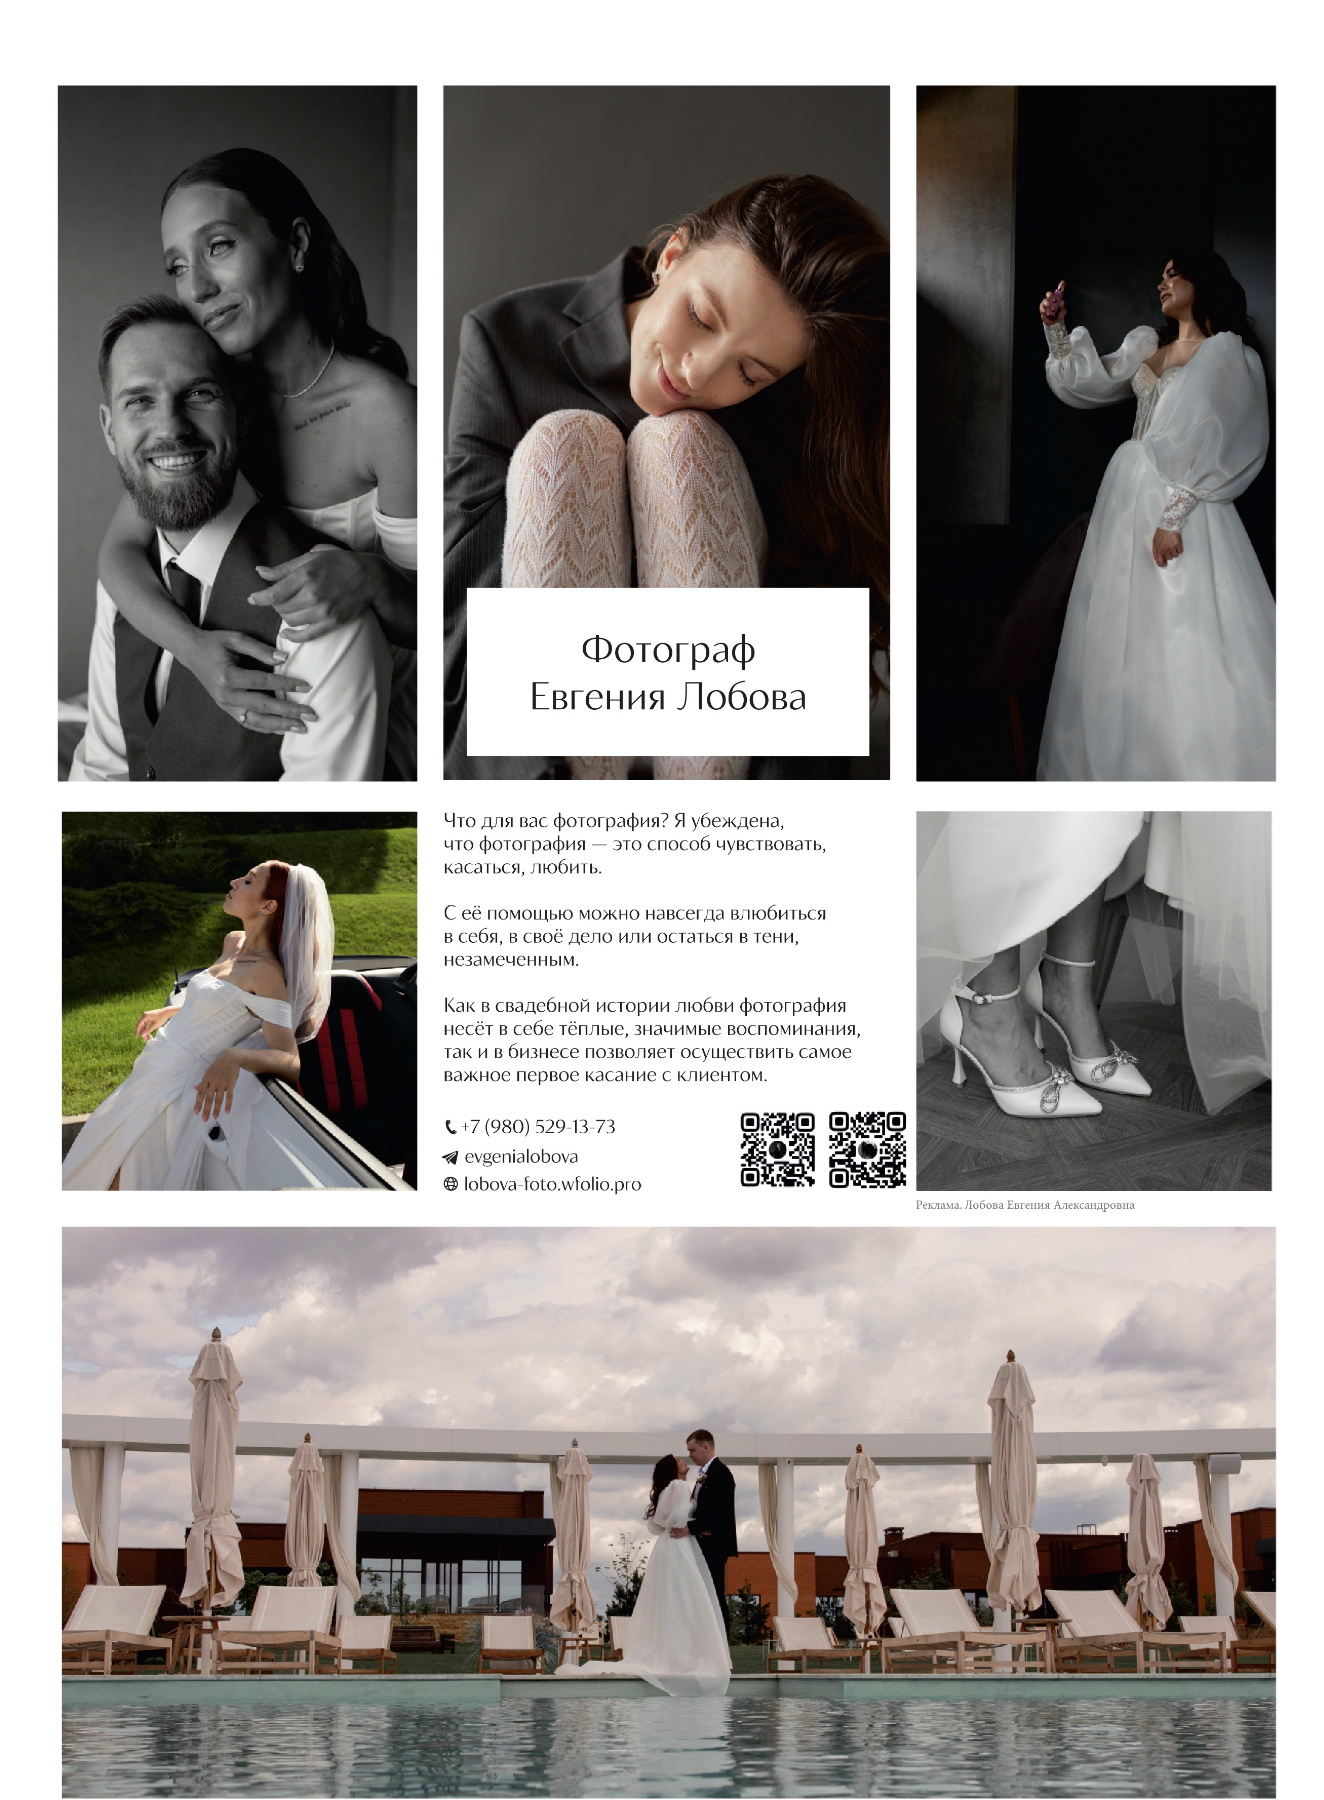 Фотограф
Евгения Лобова
Что для вас фотография? Я убеждена,
что фотография — это способ чувствовать,
касаться, любить.
С её помощью можно навсегда влюбиться
в себя, в своё дело или остаться в тени,
незамеченным.
Как в свадебной истории любви фотография
несёт в себе тёплые, значимые воспоминания,
так и в бизнесе позволяет осуществить самое
важное первое касание с клиентом.
+7 (980) 529-13-73
evgenialobova
lobova-foto.wfolio.pro
Реклама. Лобова Евгения Александровна